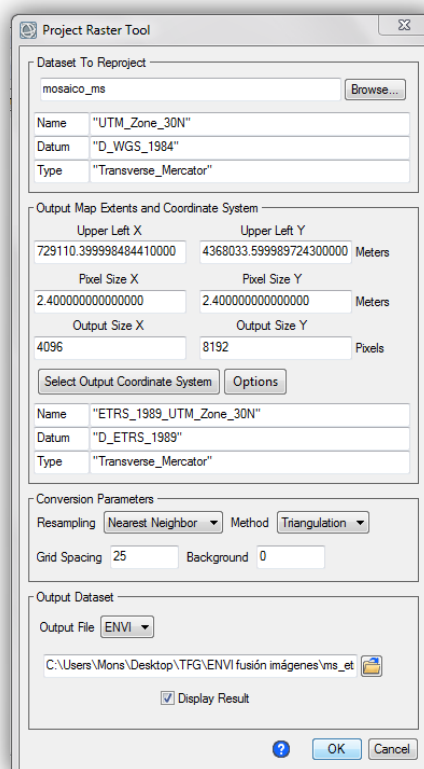 Project Raster Tool
Dataset To Reproject
mosaico_ms Browse...
Name "UTM_Zone_30N"
Datum "D_WGS_1984"
Type "Transverse_Mercator"
Output Map Extents and Coordinate System
Upper Left X Upper Left Y
729110.399998484410000 4368033.599989724300000 Meters
Pixel Size X Pixel Size Y
2.400000000000000 2.400000000000000 Meters
Output Size X Output Size Y
4096 8192 Pixels
Select Output Coordinate System Options
Name "ETRS_1989_UTM_Zone_30N"
Datum "D_ETRS_1989"
Type "Transverse_Mercator"
Conversion Parameters
Resampling Nearest Neighbor Method Triangulation
Grid Spacing 25 Background 0
Output Dataset
Output File ENVI
C:\Users\Mons\Desktop\TFG\ENVI fusión imágenes\ms_et
Display Result
? OK Cancel